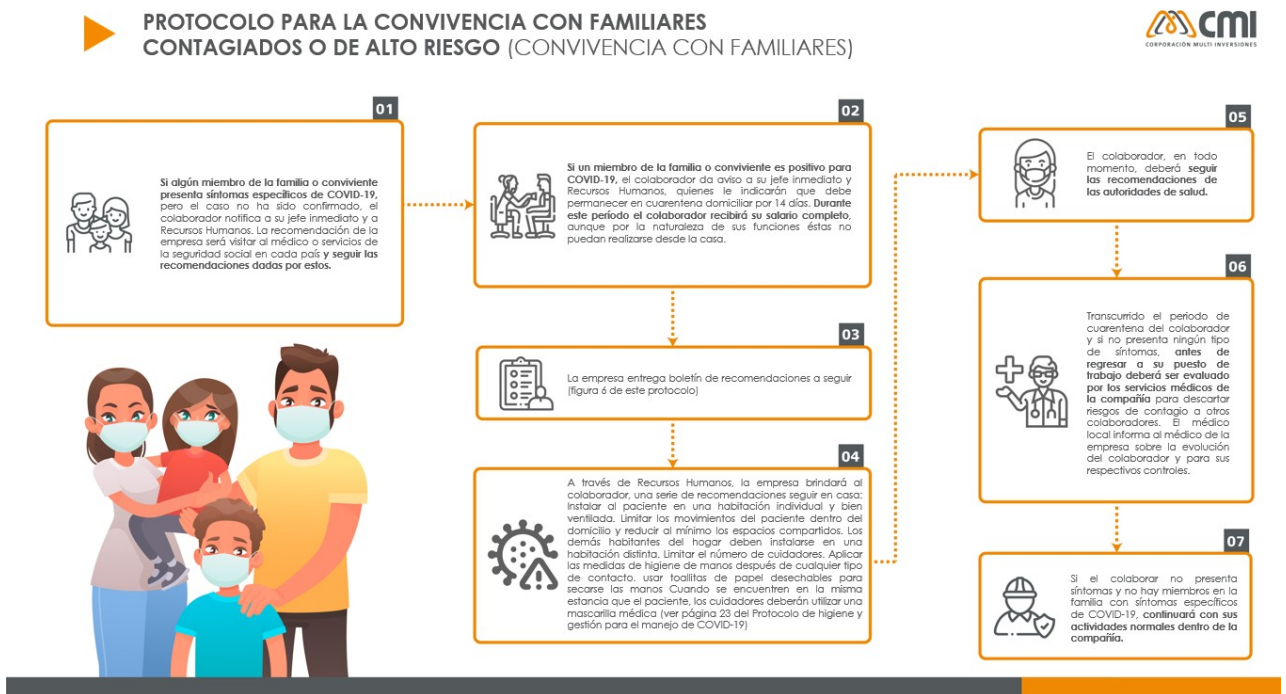 PROTOCOLO PARA LA CONVIVENCIA CON FAMILIARES
CONTAGIADOS O DE ALTO RIESGO (CONVIVENCIA CON FAMILIARES)
CMI
CORPORACIÓN MULTI INVERSIONES
01
Si algún miembro de la familia o conviviente
presenta síntomas específicos de COVID-19,
pero el caso no ha sido confirmado, el
colaborador notifica a su jefe inmediato y a
Recursos Humanos. La recomendación de la
empresa será visitar al médico o servicios de
la seguridad social en cada país y seguir las
recomendaciones dadas por estos.
02
Si un miembro de la familia o conviviente es positivo para
COVID-19, el colaborador da aviso a su jefe inmediato y
Recursos Humanos, quienes le indicarán que debe
permanecer en cuarentena domiciliar por 14 días. Durante
este período el colaborador recibirá su salario completo,
aunque por la naturaleza de sus funciones éstas no
puedan realizarse desde la casa.
03
La empresa entrega boletín de recomendaciones a seguir
(figura 6 de este protocolo)
04
A través de Recursos Humanos, la empresa brindará al
colaborador, una serie de recomendaciones seguir en casa:
Instalar al paciente en una habitación individual y bien
ventilada. Limitar los movimientos del paciente dentro del
domicilio y reducir al mínimo los espacios compartidos. Los
demás habitantes del hogar deben instalarse en una
habitación distinta. Limitar el número de cuidadores. Aplicar
las medidas de higiene de manos después de cualquier tipo
de contacto. usar toallitas de papel desechables para
secarse las manos Cuando se encuentren en la misma
estancia que el paciente, los cuidadores deberán utilizar una
mascarilla médica (ver página 23 del Protocolo de higiene y
gestión para el manejo de COVID-19)
05
El colaborador, en todo
momento, deberá seguir
las recomendaciones de
las autoridades de salud.
06
Transcurrido el periodo de
cuarentena del colaborador
y si no presenta ningún tipo
de síntomas, antes de
regresar a su puesto de
trabajo deberá ser evaluado
por los servicios médicos de
la compañía para descartar
riesgos de contagio a otros
colaboradores. El médico
local informa al médico de la
empresa sobre la evolución
del colaborador y para sus
respectivos controles.
07
Si el colaborar no presenta
síntomas y no hay miembros en la
familia con síntomas específicos
de COVID-19, continuará con sus
actividades normales dentro de la
compañía.